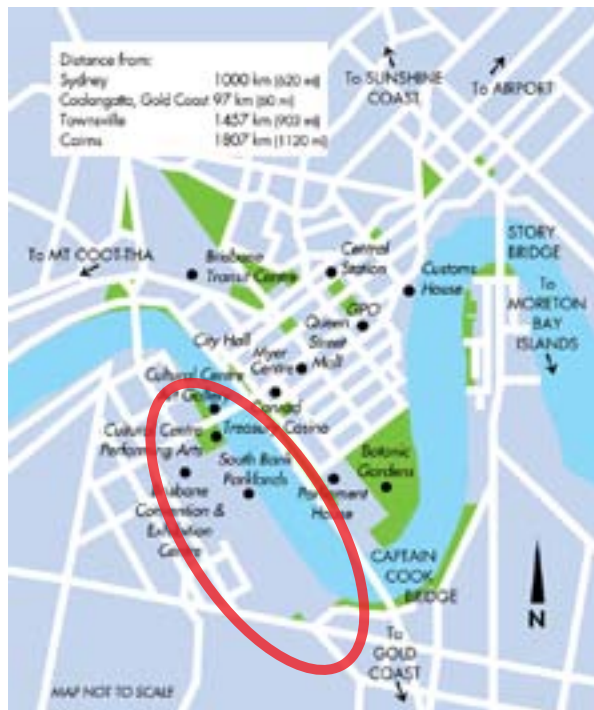 Distance from:
Sydney 1000 km (620 mi)
Coolangatta, Gold Coast 97 km (60 mi)
Townsville 1457 km (903 mi)
Cairns 1807 km (1120 mi)
To SUNSHINE
COAST
To AIRPORT
STORY
BRIDGE
To MT COOT-THA
Brisbane
Transit Centre
Central
Station
Customs
House
To
MORETON
BAY
ISLANDS
GPO
City Hall
Queen
Street
Mall
Myer
Centre
Cultural Centre
Art Gallery
Conrad
Treasury Casino
Cultural Centre
Performing Arts
South Bank
Parklands
Botanic
Gardens
Parliament
House
Brisbane
Convention &
Exhibition
Centre
CAPTAIN
COOK
BRIDGE
N
To
GOLD
COAST
MAP NOT TO SCALE